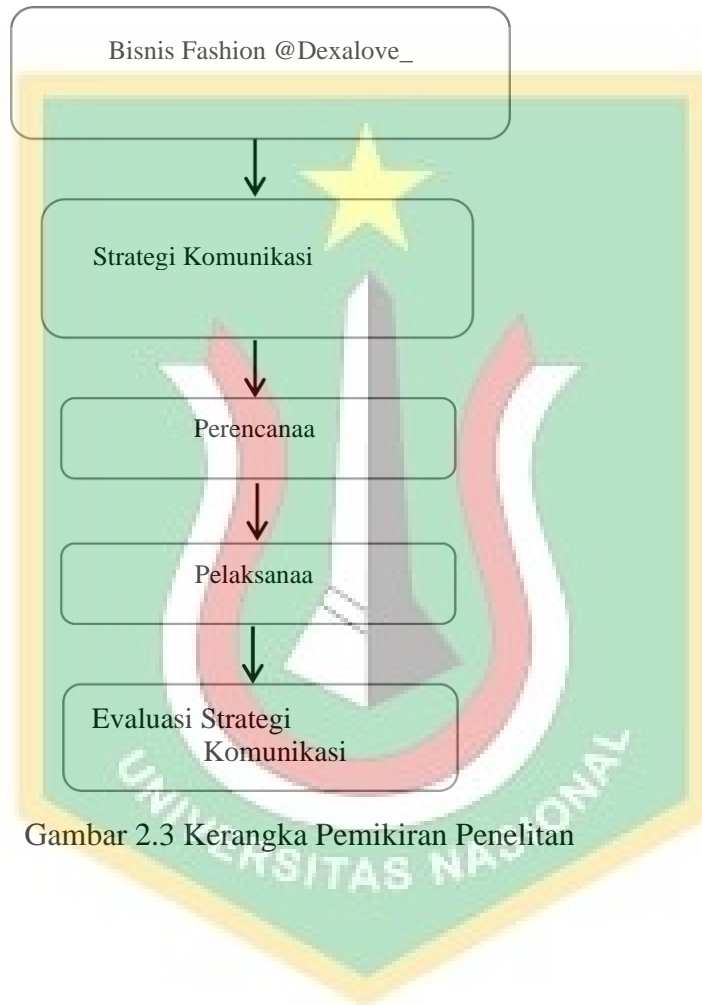 Bisnis Fashion @Dexalove_
Strategi Komunikasi
Perencanaa
Pelaksanaa
Evaluasi Strategi
Komunikasi
Gambar 2.3 Kerangka Pemikiran Penelitan
UNIVERSITAS NASIONAL